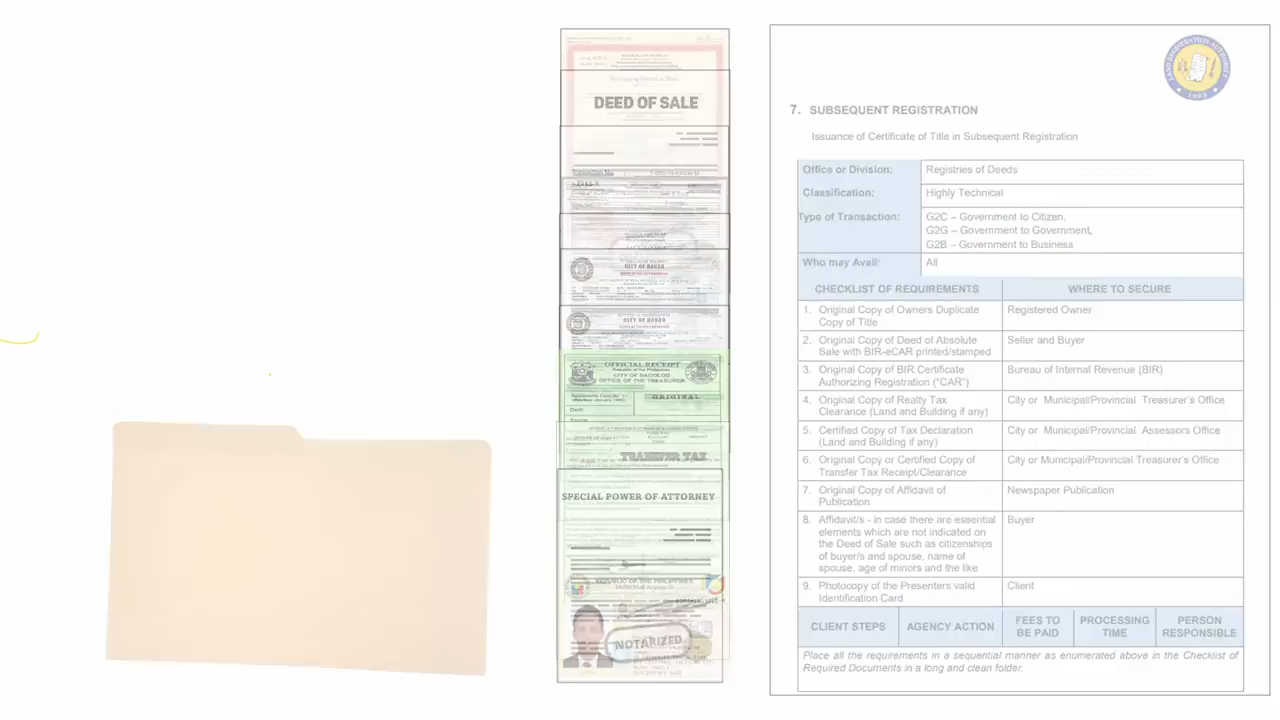 DEED OF SALE
CITY OF BAGUIO
OFFICIAL RECEIPT
Republic of the Philippines
CITY OF BACOLOD
OFFICE OF THE TREASURER
ORIGINAL
TRANSFER TAX
SPECIAL POWER OF ATTORNEY
REPUBLIC OF THE PHILIPPINES
NOTARIZED
LAND REGISTRATION AUTHORITY
1903
7. SUBSEQUENT REGISTRATION
Issuance of Certificate of Title in Subsequent Registration
Office or Division: Registries of Deeds
Classification: Highly Technical
Type of Transaction: G2C – Government to Citizen,
G2G – Government to Government,
G2B – Government to Business
Who may Avail: All
CHECKLIST OF REQUIREMENTS WHERE TO SECURE
1. Original Copy of Owners Duplicate Registered Owner
Copy of Title
2. Original Copy of Deed of Absolute Seller and Buyer
Sale with BIR-eCAR printed/stamped
3. Original Copy of BIR Certificate Bureau of Internal Revenue (BIR)
Authorizing Registration ("CAR")
4. Original Copy of Realty Tax City or Municipal/Provincial Treasurer's Office
Clearance (Land and Building if any)
5. Certified Copy of Tax Declaration City or Municipal/Provincial Assessors Office
(Land and Building if any)
6. Original Copy or Certified Copy of City or Municipal/Provincial Treasurer's Office
Transfer Tax Receipt/Clearance
7. Original Copy of Affidavit of Newspaper Publication
Publication
8. Affidavit/s - in case there are essential Buyer
elements which are not indicated on
the Deed of Sale such as citizenships
of buyer/s and spouse, name of
spouse, age of minors and the like
9. Photocopy of the Presenters valid Client
Identification Card
CLIENT STEPS AGENCY ACTION FEES TO BE PAID PROCESSING TIME PERSON RESPONSIBLE
Place all the requirements in a sequential manner as enumerated above in the Checklist of
Required Documents in a long and clean folder.